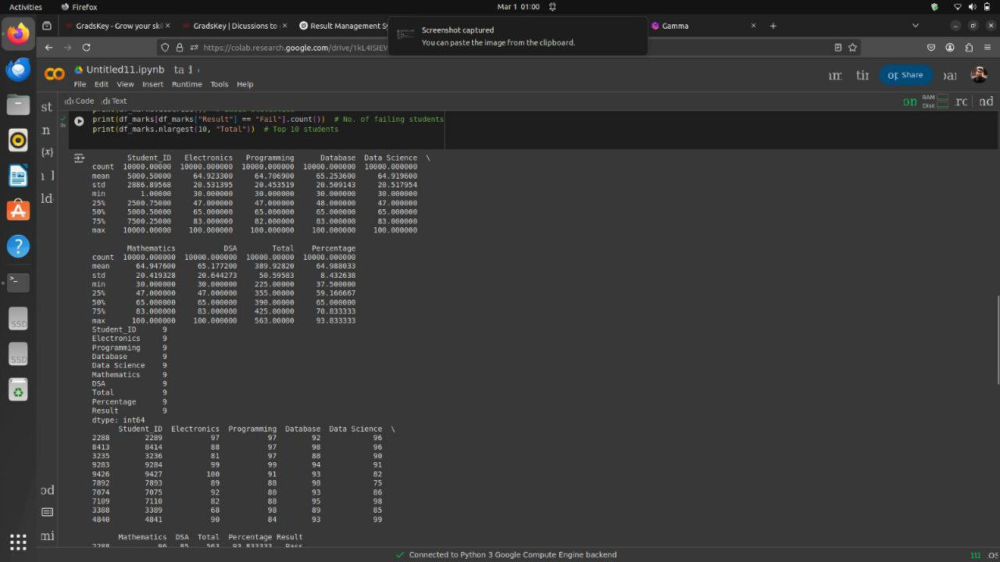 Activities Firefox Mar 1 01:00
GradsKey - Grow your skil GradsKey | Dicussions to Result Management Sy Gamma
Screenshot captured
You can paste the image from the clipboard.
https://colab.research.google.com/drive/1kL4ISIEV
Untitled11.ipynb
File Edit View Insert Runtime Tools Help
Share
Code Text
RAM
Disk
print(df_marks[df_marks["Result"] == "Fail"].count()) # No. of failing students
print(df_marks.nlargest(10, "Total")) # Top 10 students
Student_ID Electronics Programming Database Data Science \
count 10000.00000 10000.000000 10000.000000 10000.000000 10000.000000
mean 5000.50000 64.923300 64.706900 65.253600 64.919600
std 2886.89568 20.531395 20.453519 20.509143 20.517954
min 1.00000 30.000000 30.000000 30.000000 30.000000
25% 2500.75000 47.000000 47.000000 48.000000 47.000000
50% 5000.50000 65.000000 65.000000 65.000000 65.000000
75% 7500.25000 83.000000 82.000000 83.000000 83.000000
max 10000.00000 100.000000 100.000000 100.000000 100.000000
Mathematics DSA Total Percentage
count 10000.000000 10000.000000 10000.00000 10000.000000
mean 64.947600 65.177200 389.92820 64.988033
std 20.419328 20.644273 50.59583 8.432638
min 30.000000 30.000000 225.00000 37.500000
25% 47.000000 47.000000 355.00000 59.166667
50% 65.000000 65.000000 390.00000 65.000000
75% 83.000000 83.000000 425.00000 70.833333
max 100.000000 100.000000 563.00000 93.833333
Student_ID 9
Electronics 9
Programming 9
Database 9
Data Science 9
Mathematics 9
DSA 9
Total 9
Percentage 9
Result 9
dtype: int64
Student_ID Electronics Programming Database Data Science \
2288 2289 97 97 92 96
8413 8414 88 97 98 96
3235 3236 81 97 88 90
9283 9284 99 99 94 91
9426 9427 100 91 93 82
7892 7893 89 88 98 75
7074 7075 92 80 93 86
7109 7110 82 88 95 98
3388 3389 68 98 89 85
4840 4841 90 84 93 99
Mathematics DSA Total Percentage Result
2288 96 85 563 93.833333 Pass
Connected to Python 3 Google Compute Engine backend